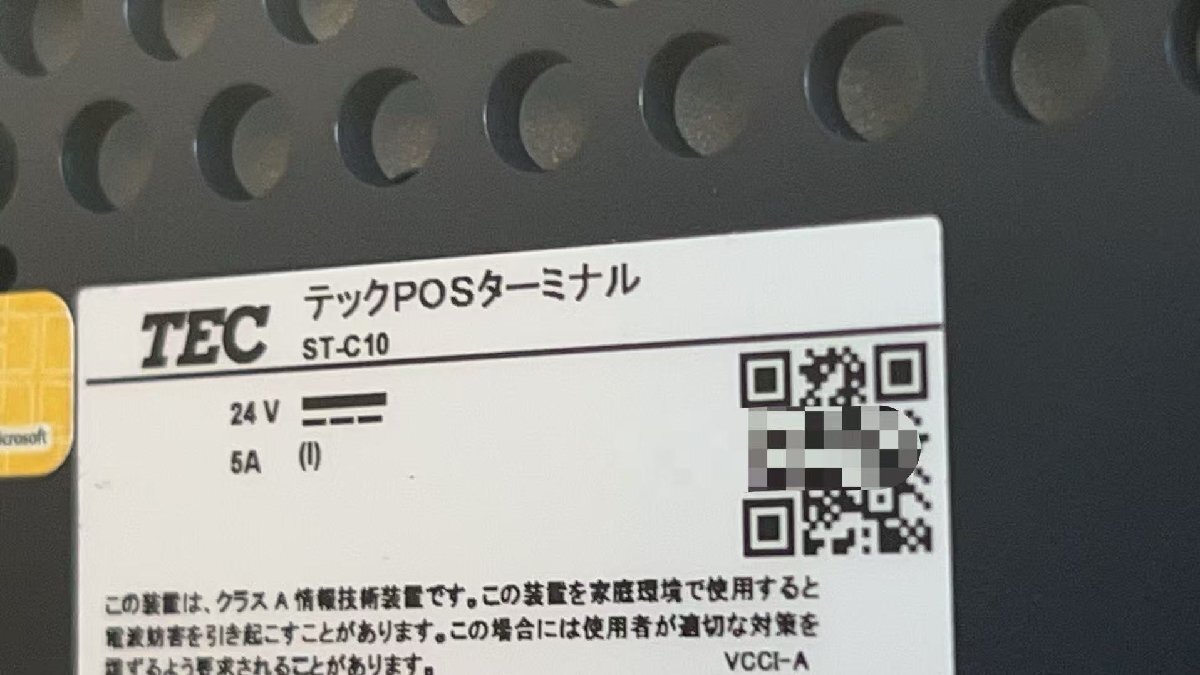 TEC テックPOSターミナル
ST-C10
24 V
5A (I)
crosoft
この装置は、クラスA情報技術装置です。この装置を家庭環境で使用すると
電波妨害を引き起こすことがあります。この場合には使用者が適切な対策を
講ずるよう要求されることがあります。
VCCI-A